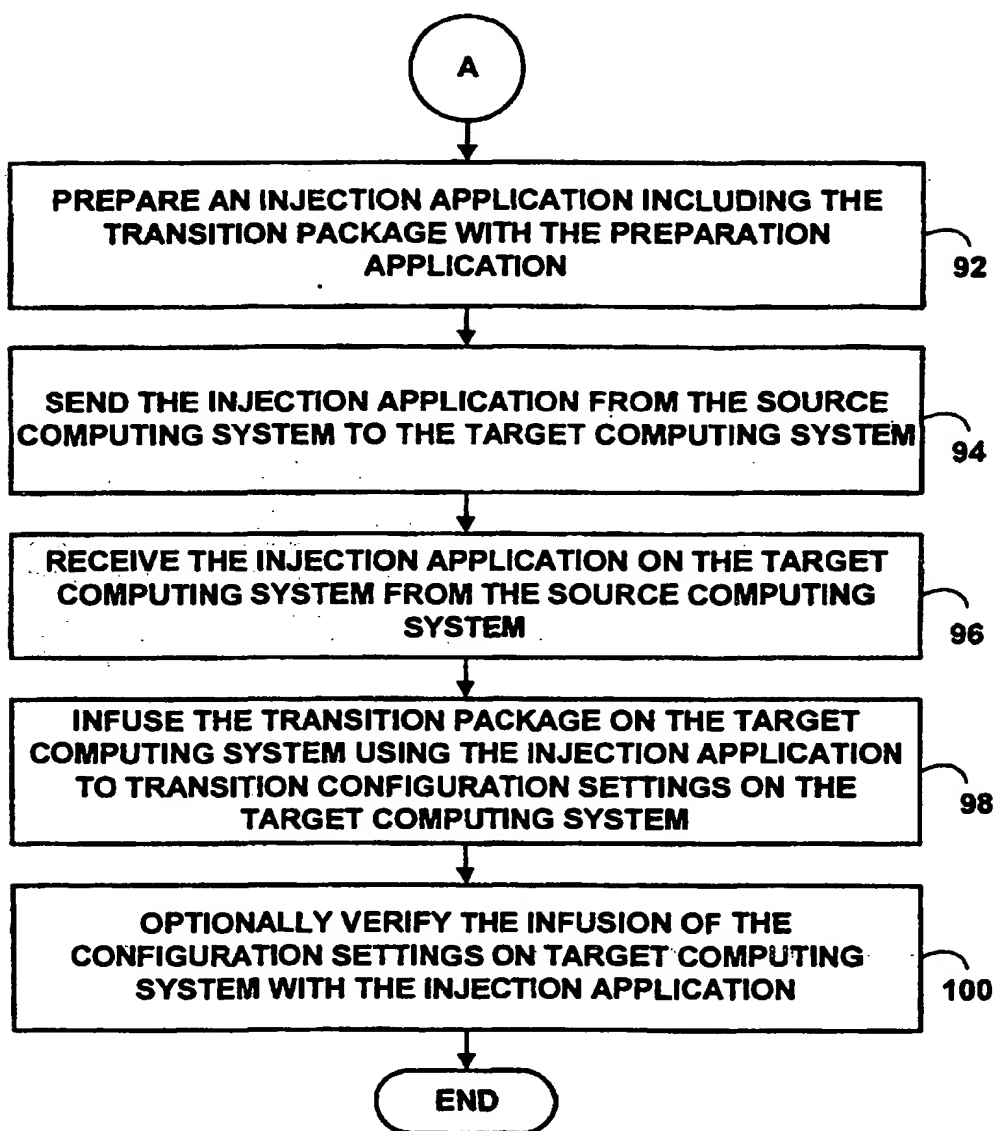 A
PREPARE AN INJECTION APPLICATION INCLUDING THE
TRANSITION PACKAGE WITH THE PREPARATION
APPLICATION
92
SEND THE INJECTION APPLICATION FROM THE SOURCE
COMPUTING SYSTEM TO THE TARGET COMPUTING SYSTEM
94
RECEIVE THE INJECTION APPLICATION ON THE TARGET
COMPUTING SYSTEM FROM THE SOURCE COMPUTING
SYSTEM
96
INFUSE THE TRANSITION PACKAGE ON THE TARGET
COMPUTING SYSTEM USING THE INJECTION APPLICATION
TO TRANSITION CONFIGURATION SETTINGS ON THE
TARGET COMPUTING SYSTEM
98
OPTIONALLY VERIFY THE INFUSION OF THE
CONFIGURATION SETTINGS ON TARGET COMPUTING
SYSTEM WITH THE INJECTION APPLICATION
100
END